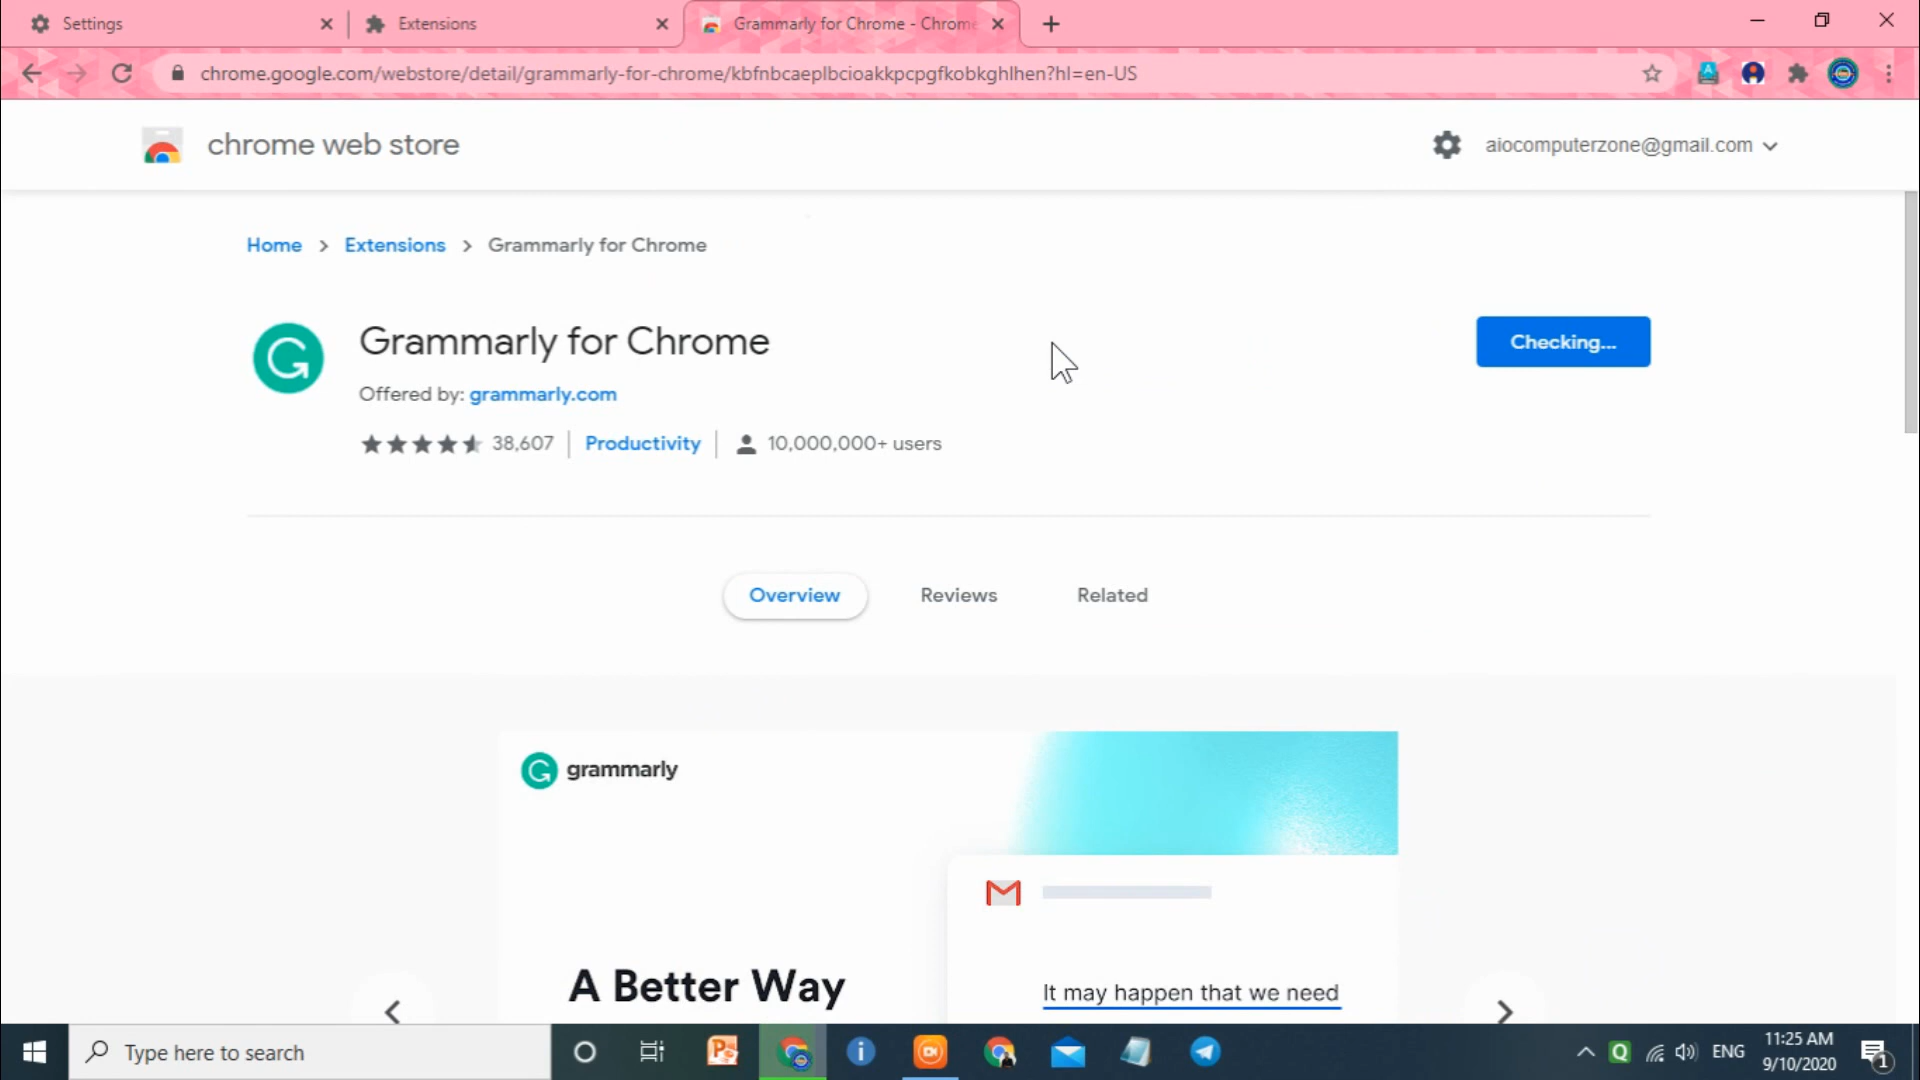 Settings
Extensions
Grammarly for Chrome - Chrome
chrome.google.com/webstore/detail/grammarly-for-chrome/kbfnbcaeplbcioakkpcpgfkobkghlhen?hl=en-US
chrome web store
aiocomputerzone@gmail.com
Home > Extensions > Grammarly for Chrome
Grammarly for Chrome
Checking...
Offered by: grammarly.com
38,607
Productivity
10,000,000+ users
Overview
Reviews
Related
grammarly
A Better Way
It may happen that we need
Type here to search
ENG
11:25 AM
9/10/2020
1